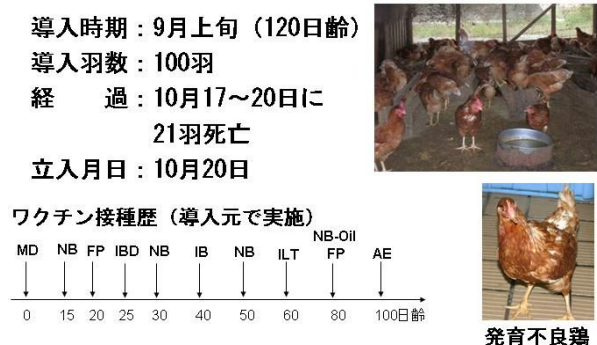 導入時期：9月上旬（120日齢）
導入羽数：100羽
経　　過：10月17～20日に
21羽死亡
立入月日：10月20日
ワクチン接種歴（導入元で実施）
MD NB FP IBD NB IB NB ILT NB-Oil FP AE
0 15 20 25 30 40 50 60 80 100日齢
発育不良鶏